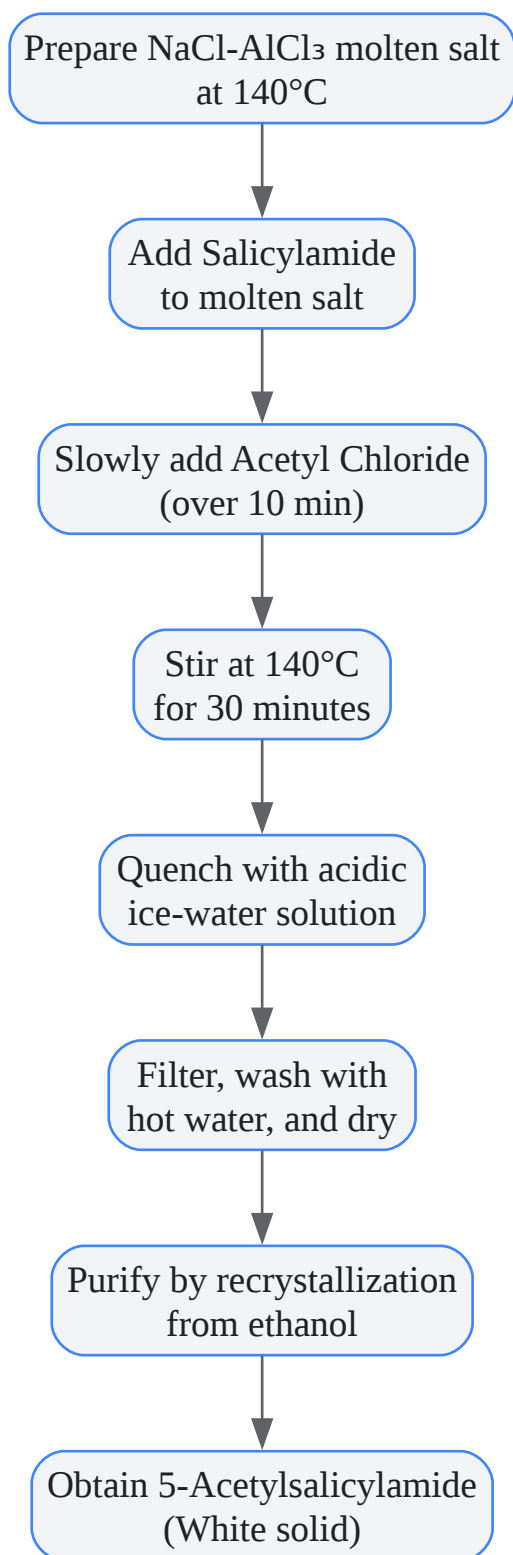 Prepare NaCl-AlCl₃ molten salt
at 140°C
Add Salicylamide
to molten salt
Slowly add Acetyl Chloride
(over 10 min)
Stir at 140°C
for 30 minutes
Quench with acidic
ice-water solution
Filter, wash with
hot water, and dry
Purify by recrystallization
from ethanol
Obtain 5-Acetylsalicylamide
(White solid)